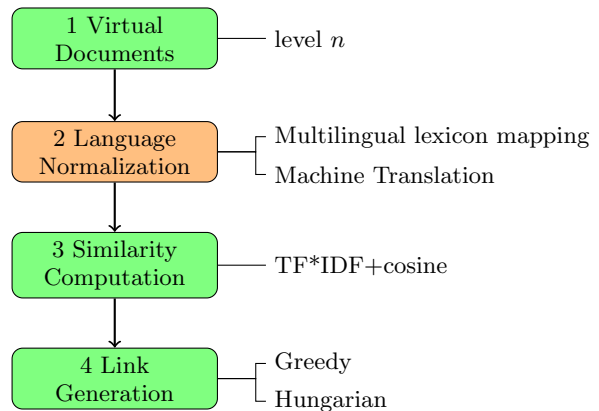 1 Virtual
Documents
level n
2 Language
Normalization
Multilingual lexicon mapping
Machine Translation
3 Similarity
Computation
TF*IDF+cosine
4 Link
Generation
Greedy
Hungarian